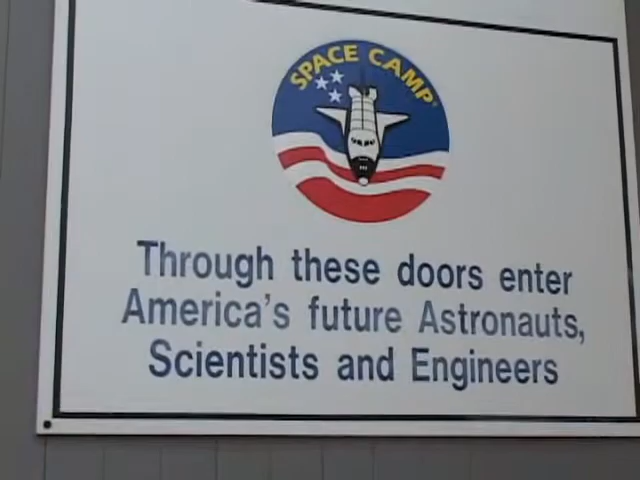 SPACE CAMP®
Through these doors enter
America's future Astronauts,
Scientists and Engineers